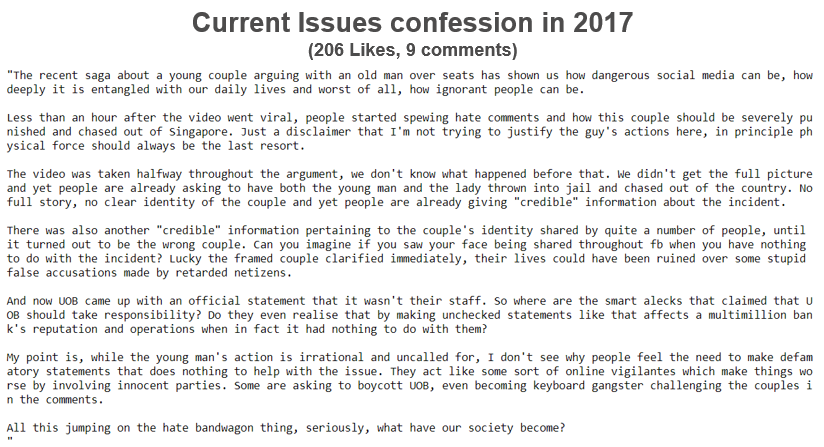 Current Issues confession in 2017
(206 Likes, 9 comments)
"The recent saga about a young couple arguing with an old man over seats has shown us how dangerous social media can be, how
deeply it is entangled with our daily lives and worst of all, how ignorant people can be.
Less than an hour after the video went viral, people started spewing hate comments and how this couple should be severely pu
nished and chased out of Singapore. Just a disclaimer that I'm not trying to justify the guy's actions here, in principle ph
ysical force should always be the last resort.
The video was taken halfway throughout the argument, we don't know what happened before that. We didn't get the full picture
and yet people are already asking to have both the young man and the lady thrown into jail and chased out of the country. No
full story, no clear identity of the couple and yet people are already giving "credible" information about the incident.
There was also another "credible" information pertaining to the couple's identity shared by quite a number of people, until
it turned out to be the wrong couple. Can you imagine if you saw your face being shared throughout fb when you have nothing
to do with the incident? Lucky the framed couple clarified immediately, their lives could have been ruined over some stupid
false accusations made by retarded netizens.
And now UOB came up with an official statement that it wasn't their staff. So where are the smart alecks that claimed that U
OB should take responsibility? Do they even realise that by making unchecked statements like that affects a multimillion ban
k's reputation and operations when in fact it had nothing to do with them?
My point is, while the young man's action is irrational and uncalled for, I don't see why people feel the need to make defam
atory statements that does nothing to help with the issue. They act like some sort of online vigilantes which make things wo
rse by involving innocent parties. Some are asking to boycott UOB, even becoming keyboard gangster challenging the couples i
n the comments.
All this jumping on the hate bandwagon thing, seriously, what have our society become?
"